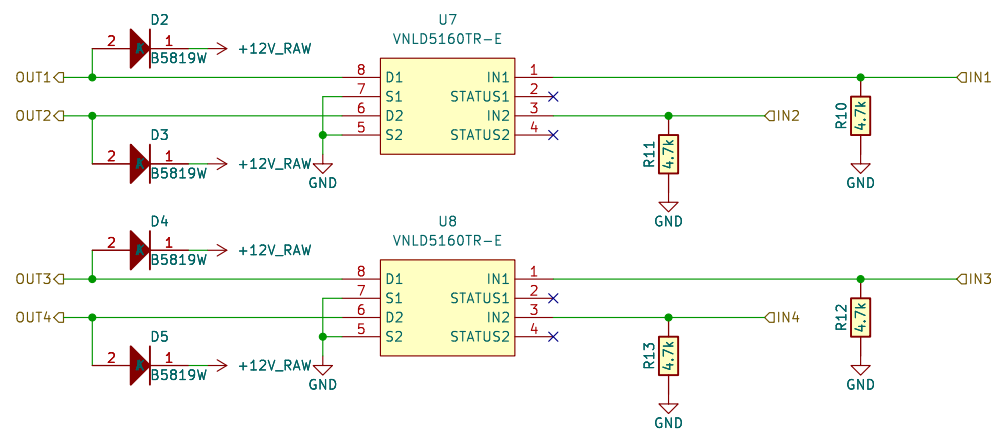 D2
2 1
B5819W
+12V_RAW
U7
VNLD5160TR-E
OUT1
8 D1
IN1 1
IN1
7 S1
STATUS1 2
OUT2
6 D2
IN2 3
IN2
5 S2
STATUS2 4
R10
4.7k
R11
4.7k
D3
2 1
B5819W
+12V_RAW
GND
GND
GND
D4
2 1
B5819W
+12V_RAW
U8
VNLD5160TR-E
OUT3
8 D1
IN1 1
IN3
7 S1
STATUS1 2
OUT4
6 D2
IN2 3
IN4
5 S2
STATUS2 4
R12
4.7k
R13
4.7k
D5
2 1
B5819W
+12V_RAW
GND
GND
GND